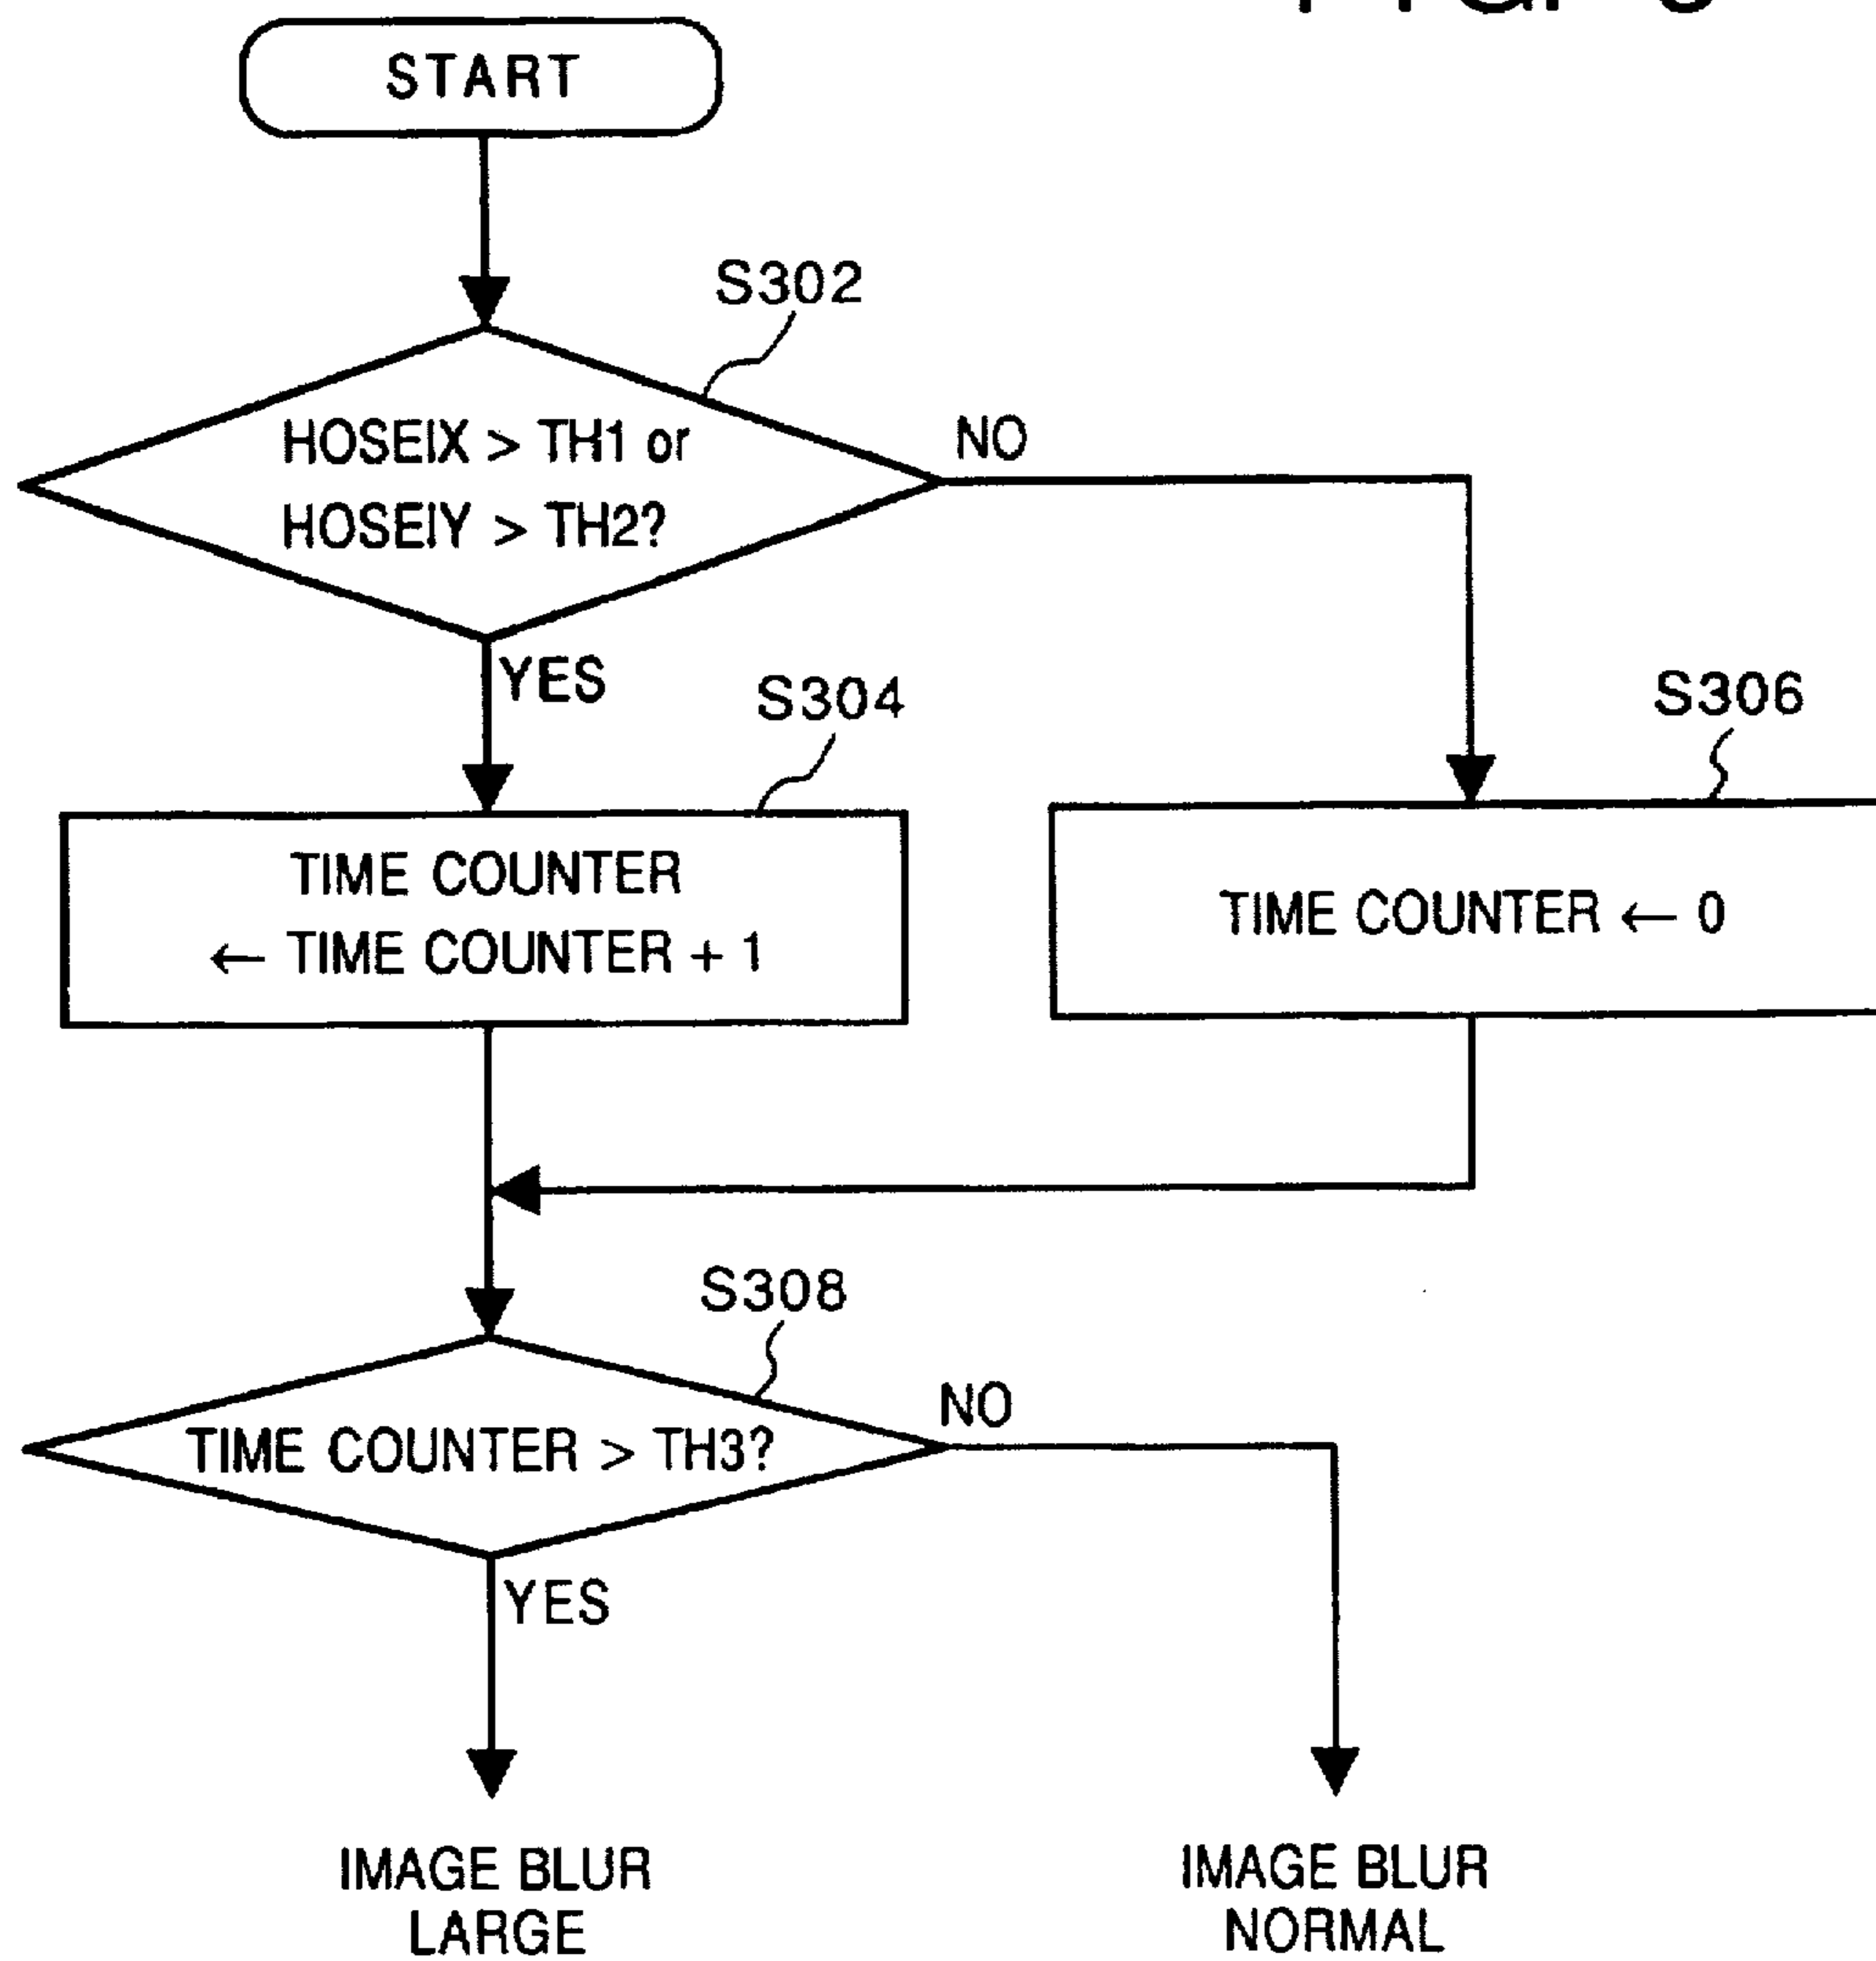 START
S302
HOSEIX > TH1 or
HOSEIY > TH2?
NO
YES
S304
S306
TIME COUNTER
← TIME COUNTER + 1
TIME COUNTER ← 0
S308
TIME COUNTER > TH3?
NO
YES
IMAGE BLUR
LARGE
IMAGE BLUR
NORMAL